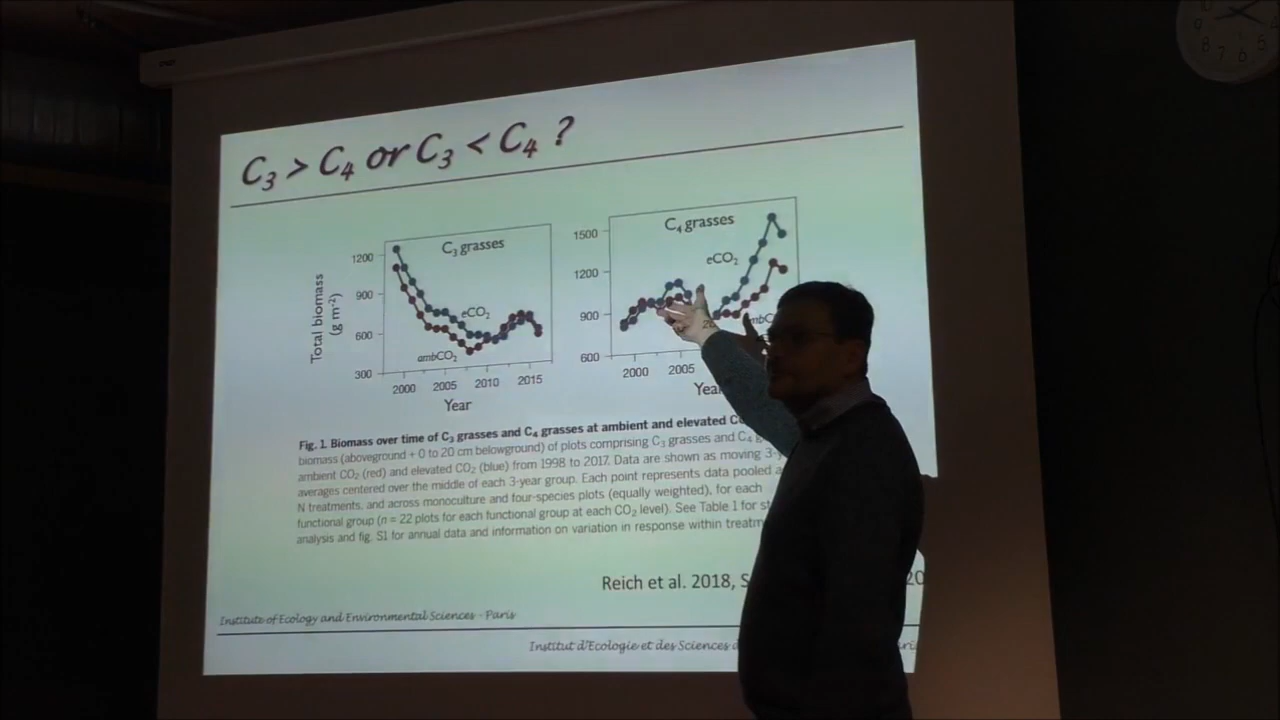 C₃ > C₄ or C₃ < C₄ ?
C₃ grasses
Total biomass
(g m⁻²)
1200
900
600
300
eCO₂
ambCO₂
2000 2005 2010 2015
Year
C₄ grasses
1500
1200
900
600
eCO₂
2000 2005
Fig. 1. Biomass over time of C₃ grasses and C₄ grasses at ambient and elevated
biomass (aboveground + 0 to 20 cm belowground) of plots comprising C₃ grasses and C₄
ambient CO₂ (red) and elevated CO₂ (blue) from 1998 to 2017. Data are shown as moving
averages centered over the middle of each 3-year group. Each point represents data pooled
N treatments, and across monoculture and four-species plots (equally weighted), for each
functional group (n = 22 plots for each functional group at each CO₂ level). See Table 1 for
analysis and fig. S1 for annual data and information on variation in response within
Reich et al. 2018,
Institute of Ecology and Environmental Sciences - Paris
Institut d'Ecologie et des Sciences
9
8
7
6
5